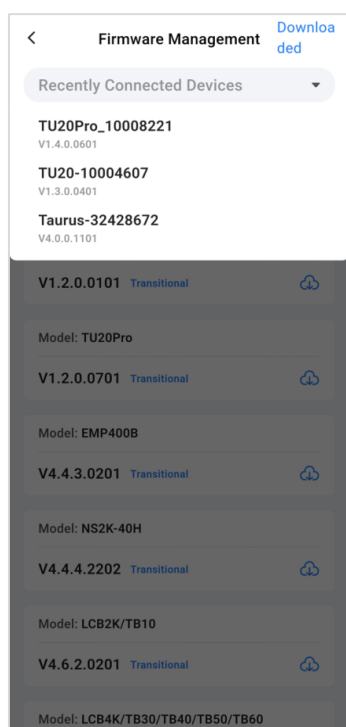 Firmware Management
Downloa
ded
Recently Connected Devices
TU20Pro_10008221
V1.4.0.0601
TU20-10004607
V1.3.0.0401
Taurus-32428672
V4.0.0.1101
V1.2.0.0101 Transitional
Model: TU20Pro
V1.2.0.0701 Transitional
Model: EMP400B
V4.4.3.0201 Transitional
Model: NS2K-40H
V4.4.4.2202 Transitional
Model: LCB2K/TB10
V4.6.2.0201 Transitional
Model: LCB4K/TB30/TB40/TB50/TB60